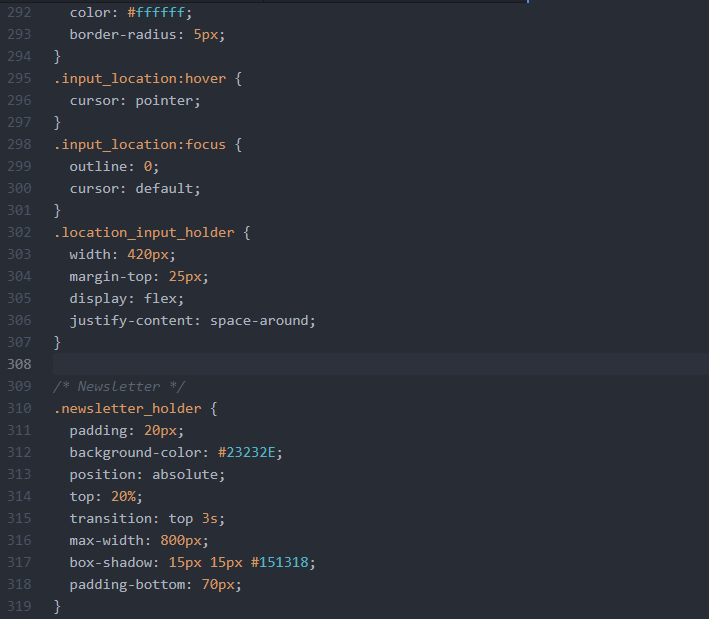 292 color: #ffffff;
293 border-radius: 5px;
294 }
295 .input_location:hover {
296 cursor: pointer;
297 }
298 .input_location:focus {
299 outline: 0;
300 cursor: default;
301 }
302 .location_input_holder {
303 width: 420px;
304 margin-top: 25px;
305 display: flex;
306 justify-content: space-around;
307 }
308
309 /* Newsletter */
310 .newsletter_holder {
311 padding: 20px;
312 background-color: #23232E;
313 position: absolute;
314 top: 20%;
315 transition: top 3s;
316 max-width: 800px;
317 box-shadow: 15px 15px #151318;
318 padding-bottom: 70px;
319 }